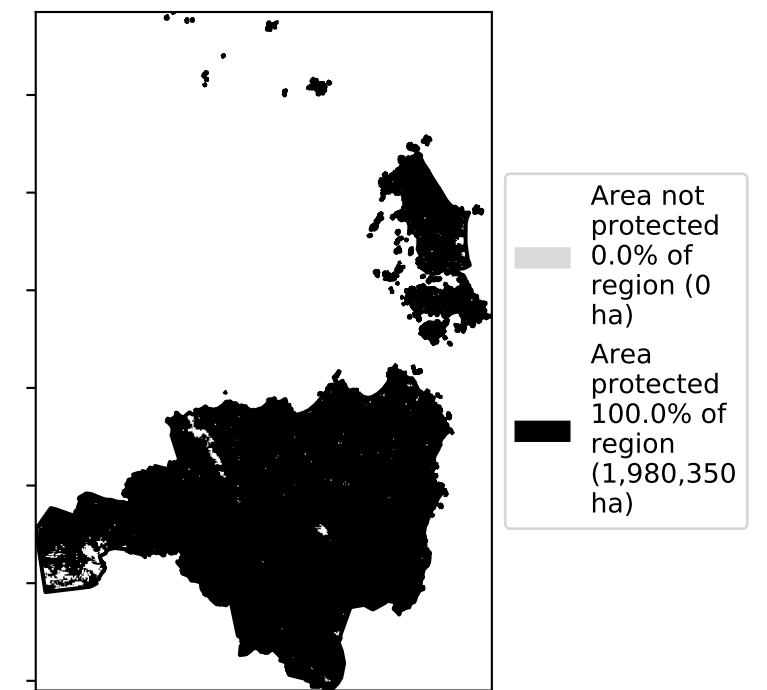 Area not
protected
0.0% of
region (0
ha)
Area
protected
100.0% of
region
(1,980,350
ha)